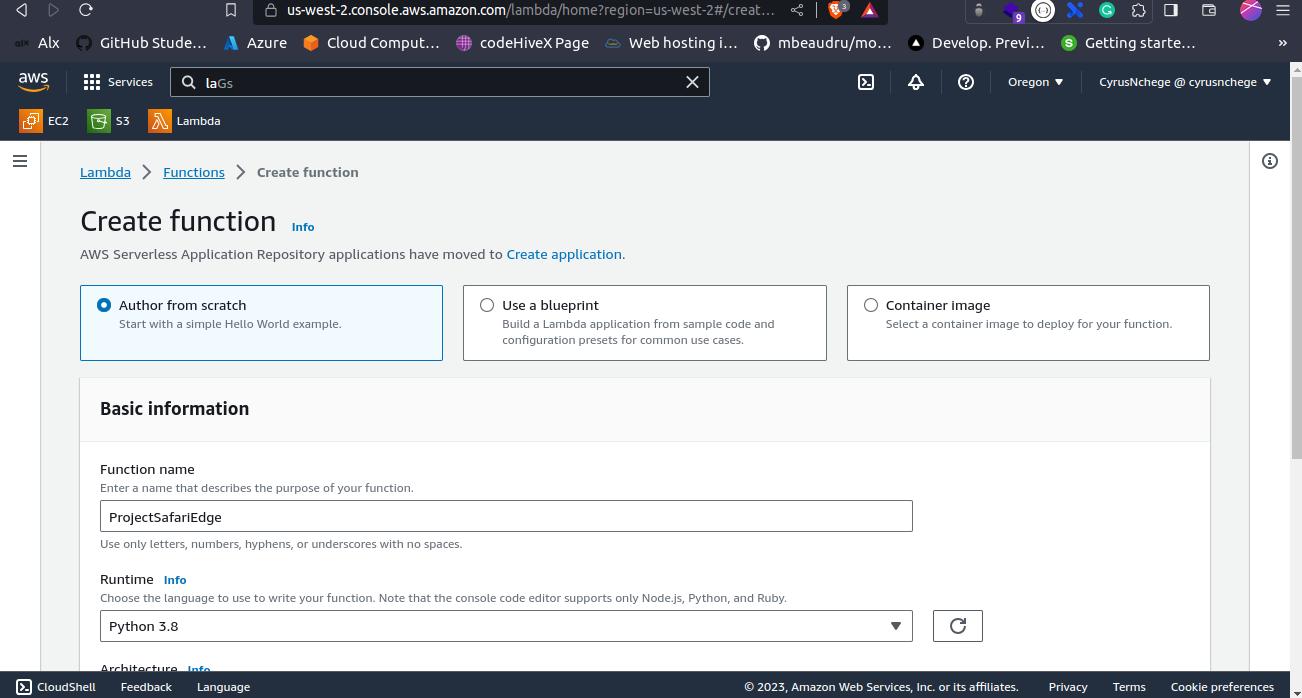 us-west-2.console.aws.amazon.com/lambda/home?region=us-west-2#/creat...
3
9
Alx
GitHub Stude...
Azure
Cloud Comput...
codeHiveX Page
Web hosting i...
mbeaudru/mo...
Develop. Previ...
Getting starte...
»
aws
Services
laGs
Oregon
CyrusNchege @ cyrusnchege
EC2
S3
Lambda
Lambda
Functions
Create function
Create function Info
AWS Serverless Application Repository applications have moved to Create application.
Author from scratch
Start with a simple Hello World example.
Use a blueprint
Build a Lambda application from sample code and
configuration presets for common use cases.
Container image
Select a container image to deploy for your function.
Basic information
Function name
Enter a name that describes the purpose of your function.
ProjectSafariEdge
Use only letters, numbers, hyphens, or underscores with no spaces.
Runtime Info
Choose the language to use to write your function. Note that the console code editor supports only Node.js, Python, and Ruby.
Python 3.8
Architecture Info
CloudShell
Feedback
Language
© 2023, Amazon Web Services, Inc. or its affiliates.
Privacy
Terms
Cookie preferences